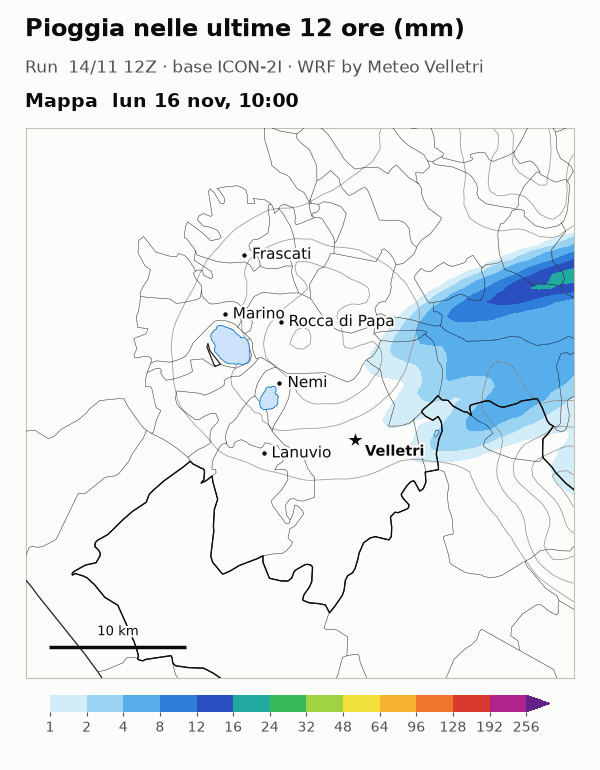 Pioggia nelle ultime 12 ore (mm)
Run  14/11 12Z · base ICON-2I · WRF by Meteo Velletri
Mappa  lun 16 nov, 10:00
Frascati
Marino
Rocca di Papa
Nemi
Velletri
Lanuvio
10 km
1 2 4 8 12 16 24 32 48 64 96 128 192 256